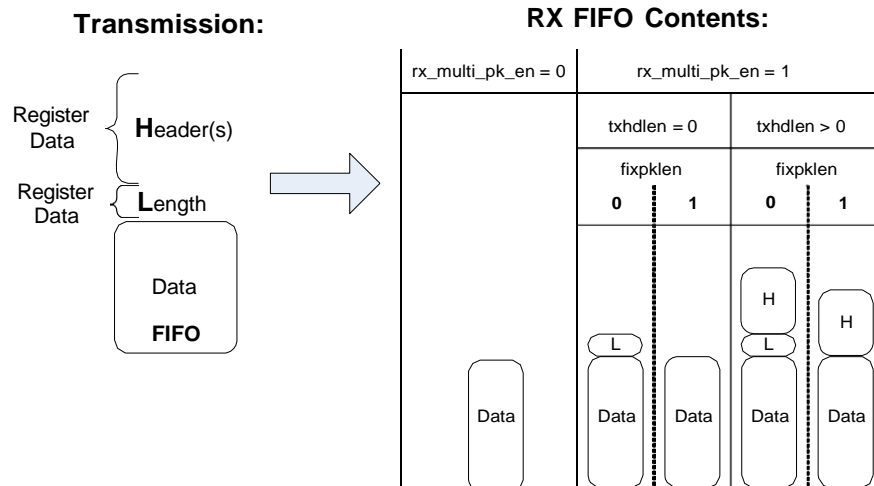 Transmission:
RX FIFO Contents:
Register
Data
Header(s)
Register
Data
Length
Data
FIFO
rx_multi_pk_en = 0
rx_multi_pk_en = 1
txhdlen = 0
txhdlen > 0
fixpklen
fixpklen
0
1
0
1
H
H
L
L
Data
Data
Data
Data
Data